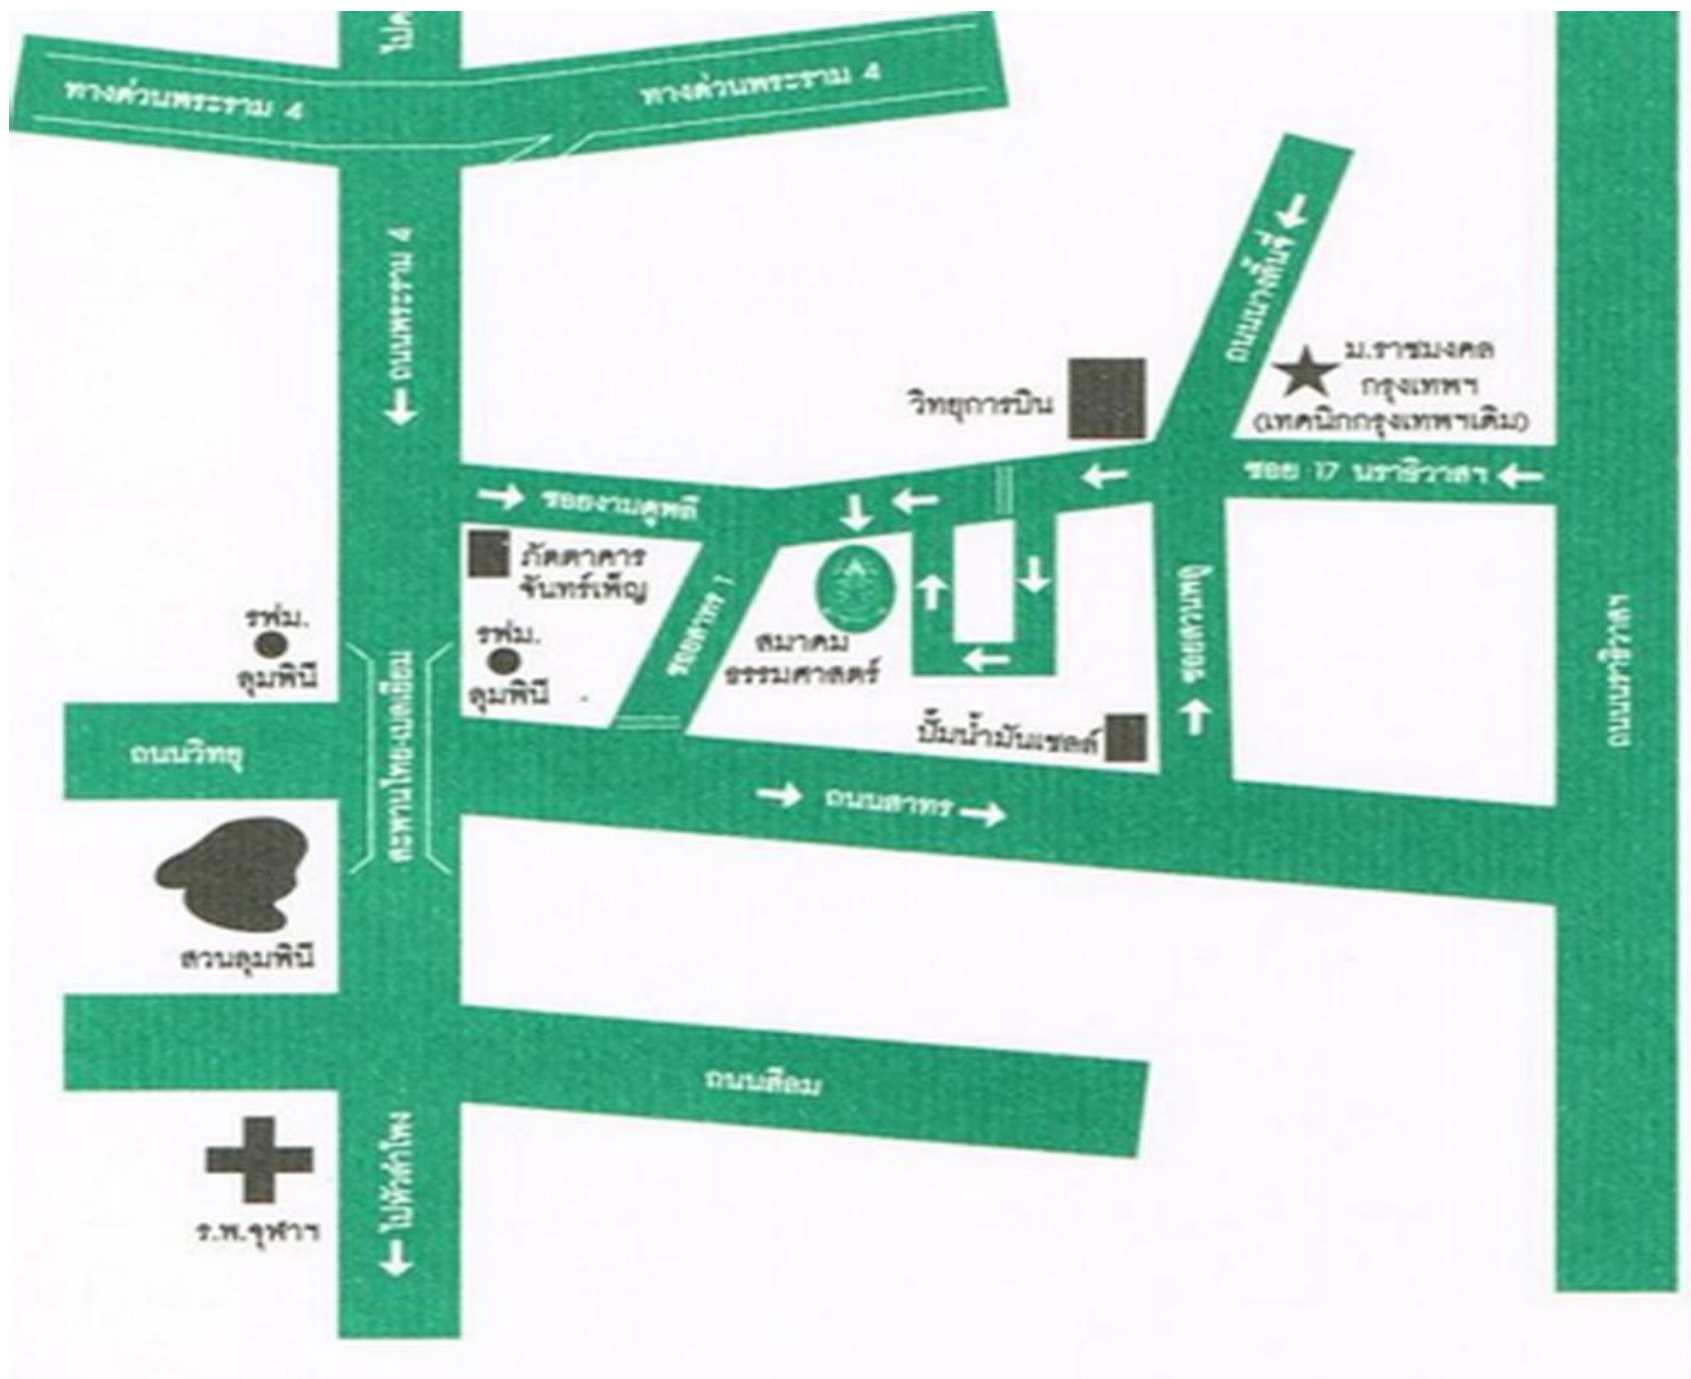 ไปค
ทางด่วนพระราม 4
ทางด่วนพระราม 4
ถนนพระราม 4
ถนนนางลิ้นจี่
ม.ราชมงคล
กรุงเทพฯ
(เทคนิคกรุงเทพฯเดิม)
วิทยุการบิน
ซอย 17 นราธิวาสฯ
ซอยงามดูพลี
ภัตตาคาร
จันทร์เพ็ญ
ซอยสาทร 1
สมาคม
ธรรมศาสตร์
ซอยสวนพลู
ถนนนราธิวาสฯ
รฟม.
ลุมพินี
รฟม.
ลุมพินี
สะพานไทย-เบลเยี่ยม
ถนนวิทยุ
ปั๊มน้ำมันเชลล์
ถนนสาทร
สวนลุมพินี
ถนนสีลม
ไปหัวลำโพง
ร.พ.จุฬาฯ